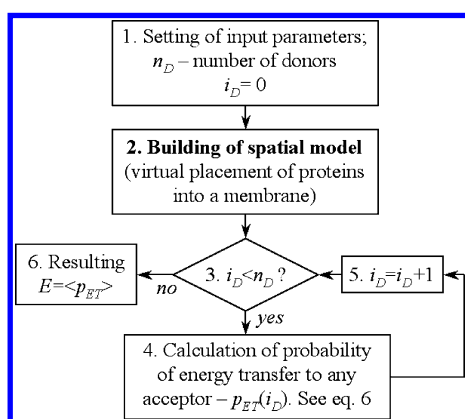 1. Setting of input parameters;
n_D – number of donors
i_D= 0
2. Building of spatial model
(virtual placement of proteins
into a membrane)
3. i_D<n_D ?
no
yes
6. Resulting
E=<p_ET>
5. i_D=i_D+1
4. Calculation of probability
of energy transfer to any
acceptor – p_ET(i_D). See eq. 6